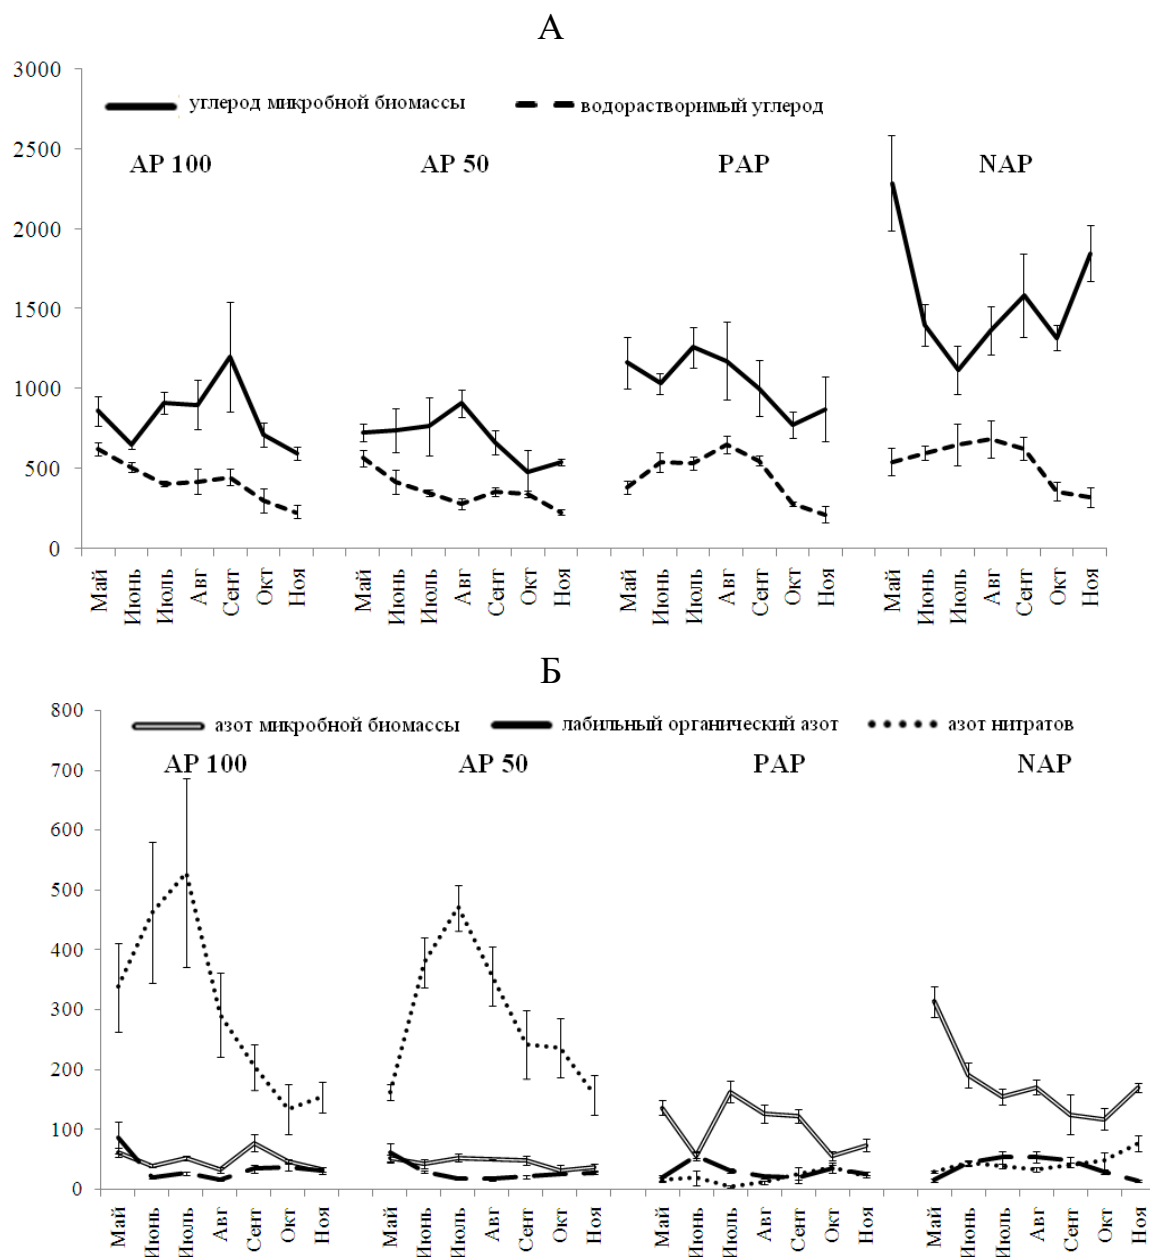 А
3000
углерод микробной биомассы водорастворимый углерод
2500
AP 100 AP 50 PAP NAP
2000
1500
1000
500
0
Май Июнь Июль Авг Сент Окт Ноя Май Июнь Июль Авг Сент Окт Ноя Май Июнь Июль Авг Сент Окт Ноя Май Июнь Июль Авг Сент Окт Ноя
Б
800
азот микробной биомассы лабильный органический азот азот нитратов
AP 100 AP 50 PAP NAP
700
600
500
400
300
200
100
0
Май Июнь Июль Авг Сент Окт Ноя Май Июнь Июль Авг Сент Окт Ноя Май Июнь Июль Авг Сент Окт Ноя Май Июнь Июль Авг Сент Окт Ноя